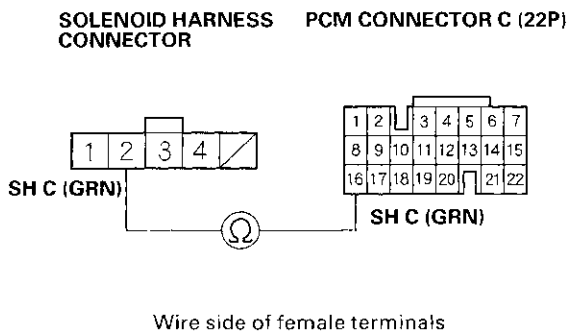 SOLENOID HARNESS CONNECTOR
PCM CONNECTOR C (22P)
1 2 3 4
1 2 3 4 5 6 7
8 9 10 11 12 13 14 15
16 17 18 19 20 21 22
SH C (GRN)
SH C (GRN)
Ω
Wire side of female terminals